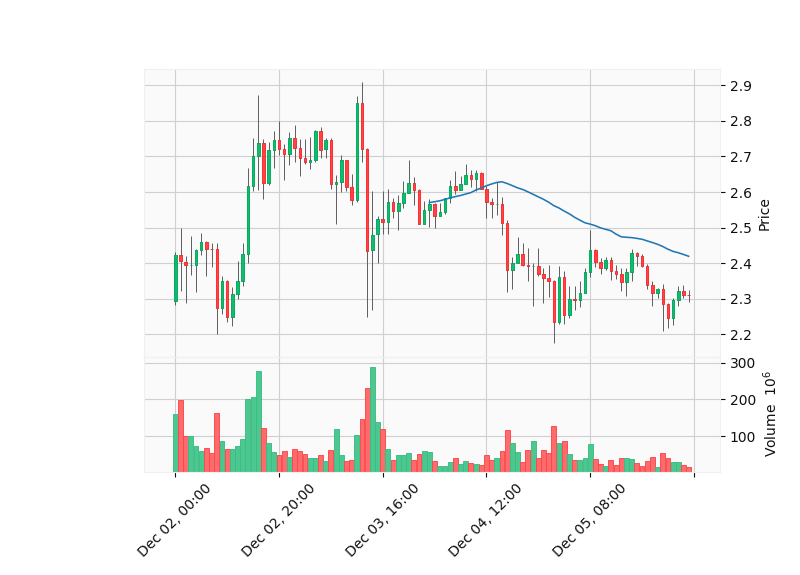 2.9
2.8
2.7
2.6
2.5
2.4
2.3
2.2
Price
300
200
100
Volume 10⁶
Dec 02, 00:00
Dec 02, 20:00
Dec 03, 16:00
Dec 04, 12:00
Dec 05, 08:00